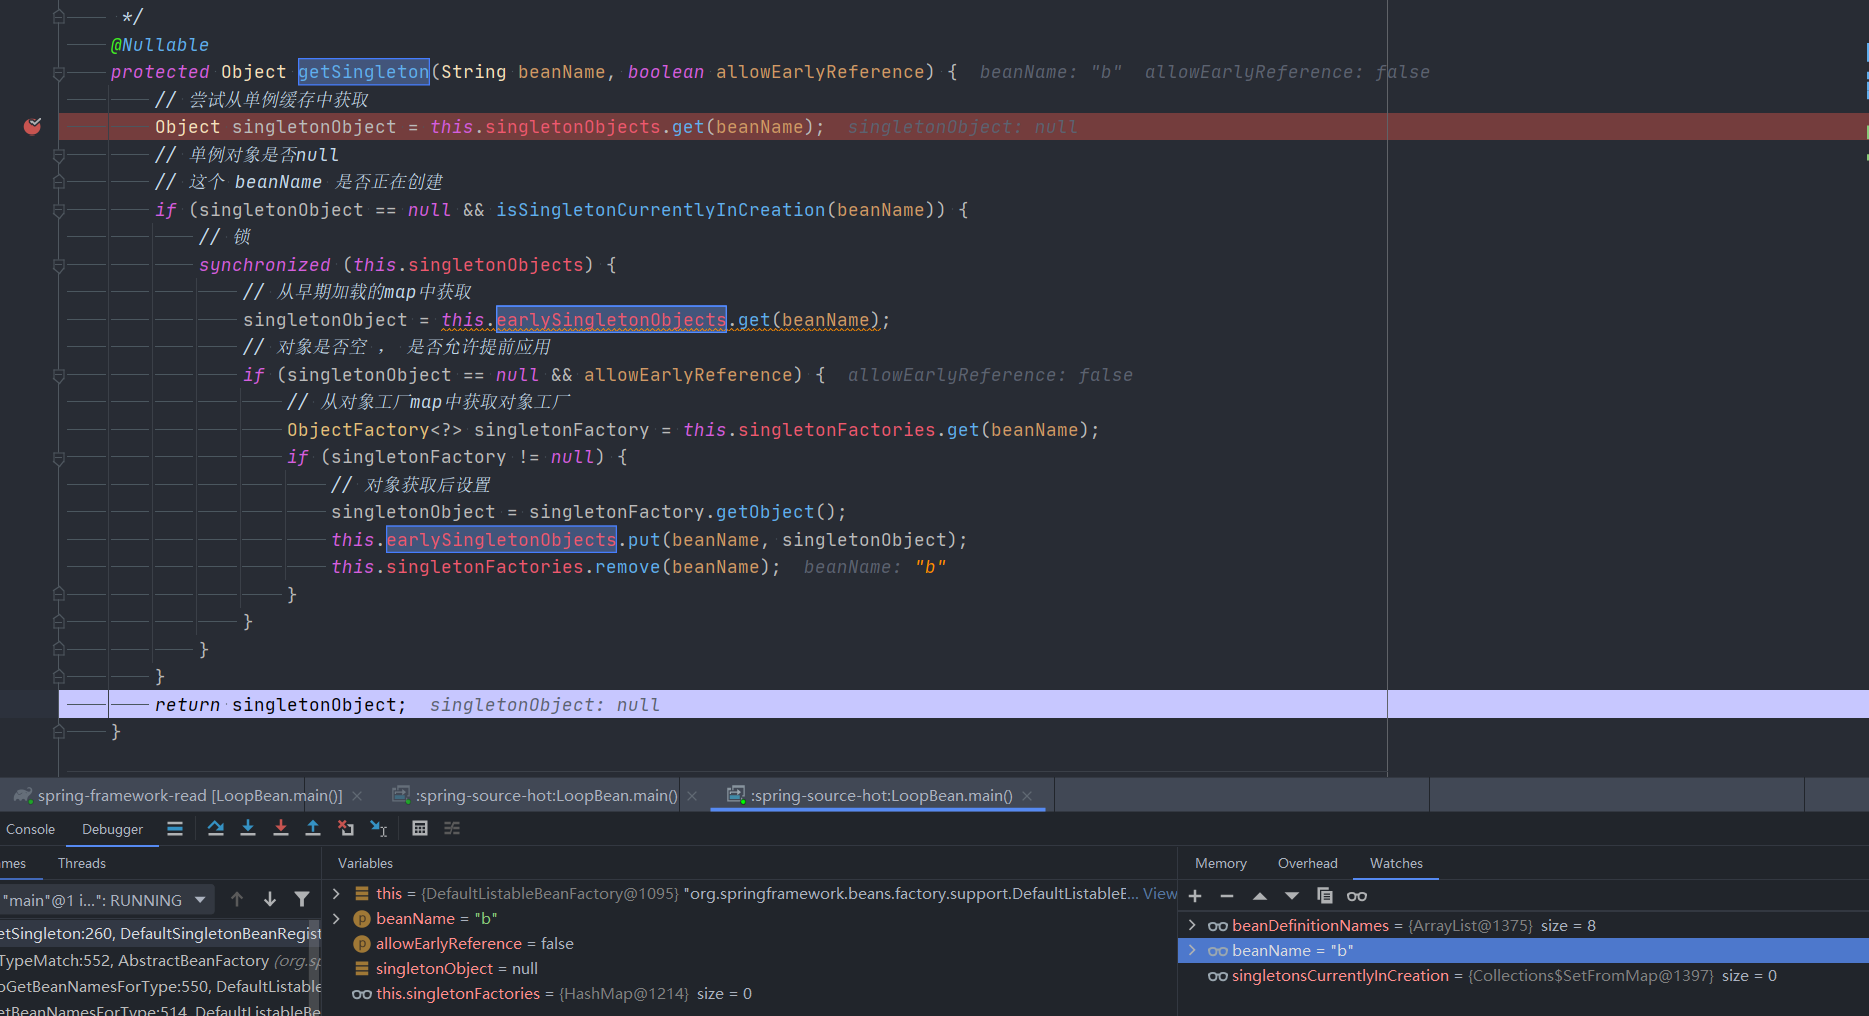 */
@Nullable
protected Object getSingleton(String beanName, boolean allowEarlyReference) {  beanName: "b"  allowEarlyReference: false
// 尝试从单例缓存中获取
Object singletonObject = this.singletonObjects.get(beanName);  singletonObject: null
// 单例对象是否null
// 这个 beanName 是否正在创建
if (singletonObject == null && isSingletonCurrentlyInCreation(beanName)) {
// 锁
synchronized (this.singletonObjects) {
// 从早期加载的map中获取
singletonObject = this.earlySingletonObjects.get(beanName);
// 对象是否空 ， 是否允许提前应用
if (singletonObject == null && allowEarlyReference) {  allowEarlyReference: false
// 从对象工厂map中获取对象工厂
ObjectFactory<?> singletonFactory = this.singletonFactories.get(beanName);
if (singletonFactory != null) {
// 对象获取后设置
singletonObject = singletonFactory.getObject();
this.earlySingletonObjects.put(beanName, singletonObject);
this.singletonFactories.remove(beanName);  beanName: "b"
}
}
}
}
return singletonObject;  singletonObject: null
}
spring-framework-read [LoopBean.main()]
:spring-source-hot:LoopBean.main()
:spring-source-hot:LoopBean.main()
Console
Debugger
mes
Threads
"main"@1 i...": RUNNING
etSingleton:260, DefaultSingletonBeanRegist
TypeMatch:552, AbstractBeanFactory (org.sp
oGetBeanNamesForType:550, DefaultListable
etBeanNamesForType:514, DefaultListableBe
Variables
this = {DefaultListableBeanFactory@1095} "org.springframework.beans.factory.support.DefaultListableB... View
beanName = "b"
allowEarlyReference = false
singletonObject = null
this.singletonFactories = {HashMap@1214} size = 0
Memory
Overhead
Watches
beanDefinitionNames = {ArrayList@1375} size = 8
beanName = "b"
singletonsCurrentlyInCreation = {Collections$SetFromMap@1397} size = 0